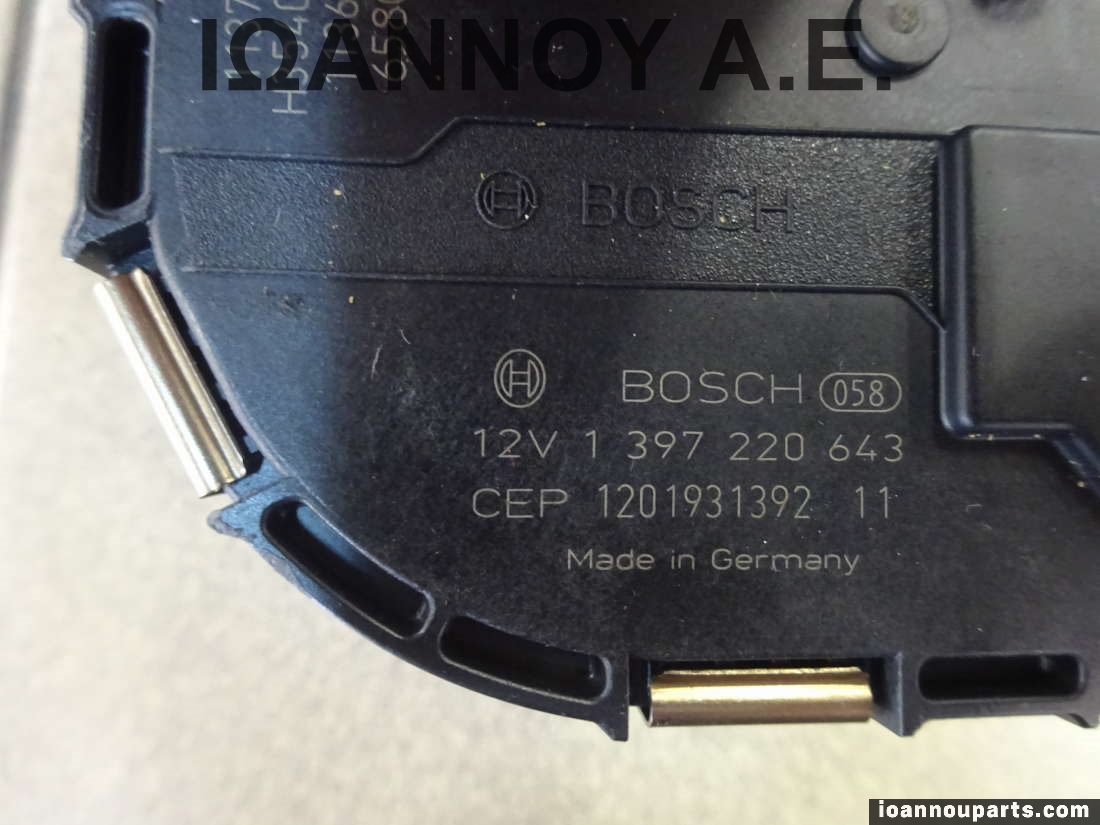 ΙΩΑΝΝΟΥ Α.Ε.
BOSCH
BOSCH 058
12V 1 397 220 643
CEP 1201931392 11
Made in Germany
ioannouparts.com